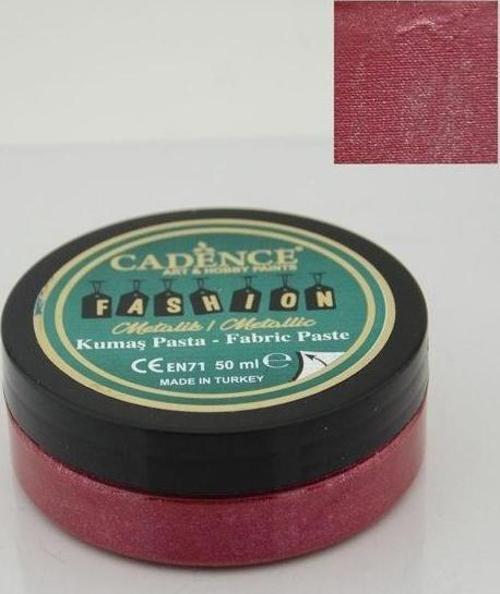 CADENCE
ART & HOBBY PAINTS
FASHION
Metalik / Metallic
Kumaş Pasta - Fabric Paste
CE EN71 50 ml e
MADE IN TURKEY